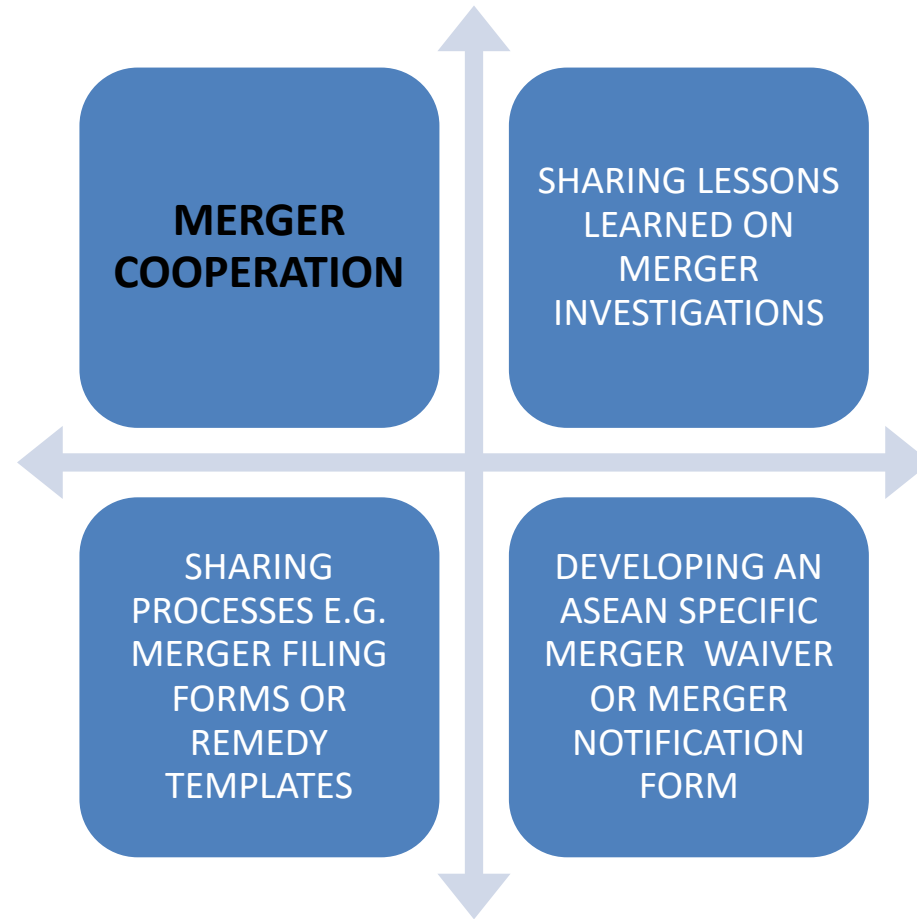 MERGER
COOPERATION
SHARING LESSONS
LEARNED ON
MERGER
INVESTIGATIONS
SHARING
PROCESSES E.G.
MERGER FILING
FORMS OR
REMEDY
TEMPLATES
DEVELOPING AN
ASEAN SPECIFIC
MERGER  WAIVER
OR MERGER
NOTIFICATION
FORM